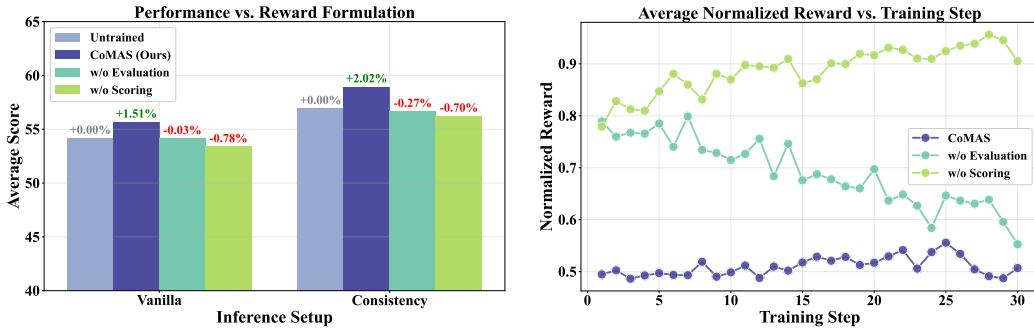 Performance vs. Reward Formulation
Average Score
65
60
55
50
45
40
Untrained
CoMAS (Ours)
w/o Evaluation
w/o Scoring
+0.00%
+1.51%
-0.03%
-0.78%
+0.00%
+2.02%
-0.27%
-0.70%
Vanilla
Consistency
Inference Setup
Average Normalized Reward vs. Training Step
Normalized Reward
0.9
0.8
0.7
0.6
0.5
CoMAS
w/o Evaluation
w/o Scoring
0
5
10
15
20
25
30
Training Step